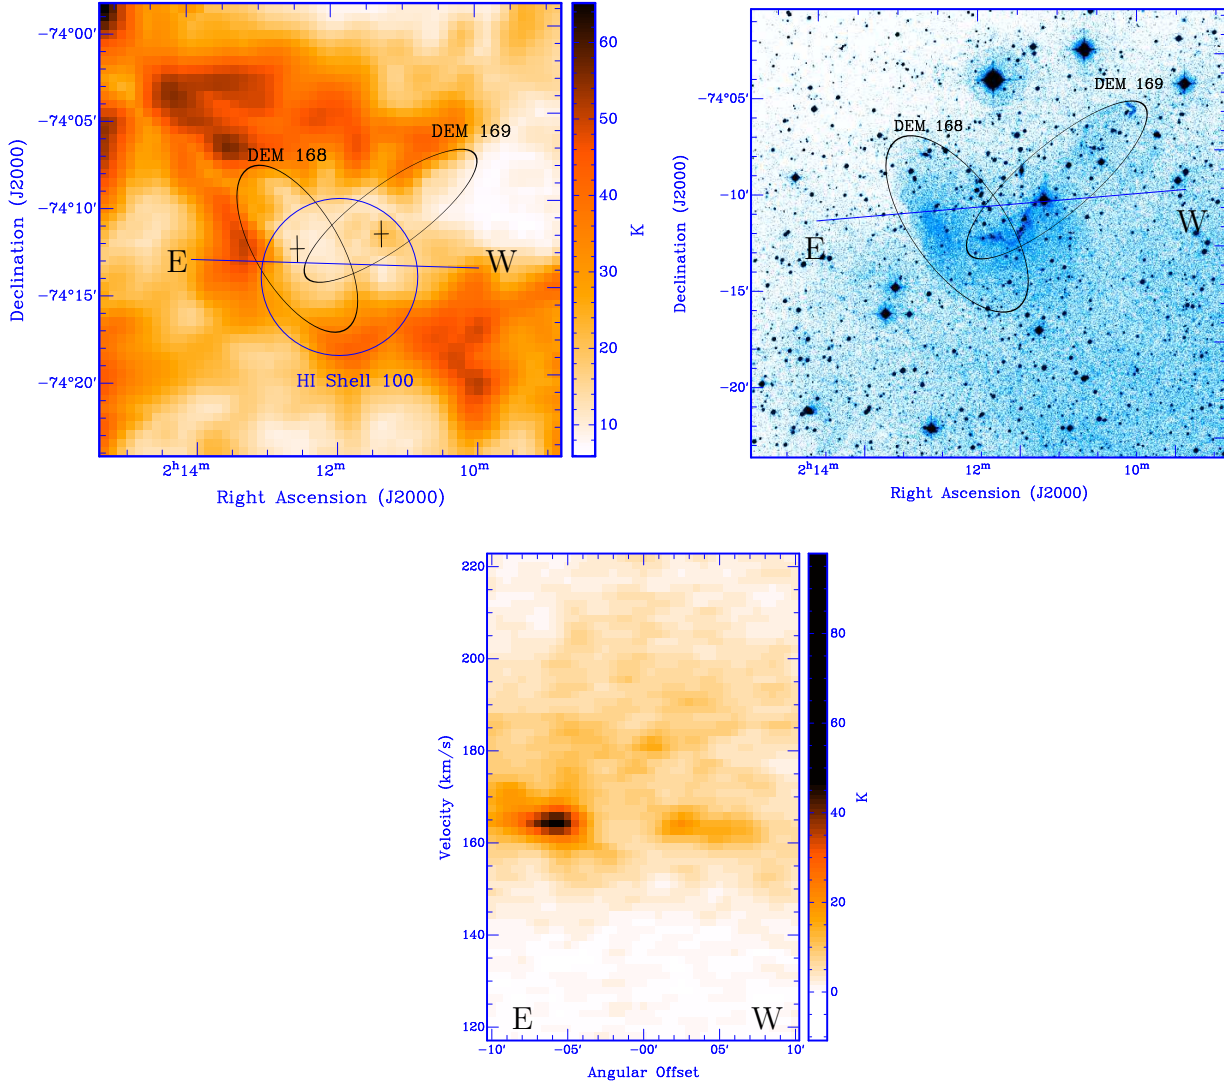 −74°00′
−74°05′
−74°10′
−74°15′
−74°20′
Declination (J2000)
DEM 169
DEM 168
E
W
HI Shell 100
2ʰ14ᵐ
12ᵐ
10ᵐ
Right Ascension (J2000)
60
50
40
30
20
10
K
−74°05′
−10′
−15′
−20′
Declination (J2000)
DEM 169
DEM 168
E
W
2ʰ14ᵐ
12ᵐ
10ᵐ
Right Ascension (J2000)
220
200
180
160
140
120
Velocity (km/s)
E
W
−10′
−05′
−00′
05′
10′
Angular Offset
80
60
40
20
0
K